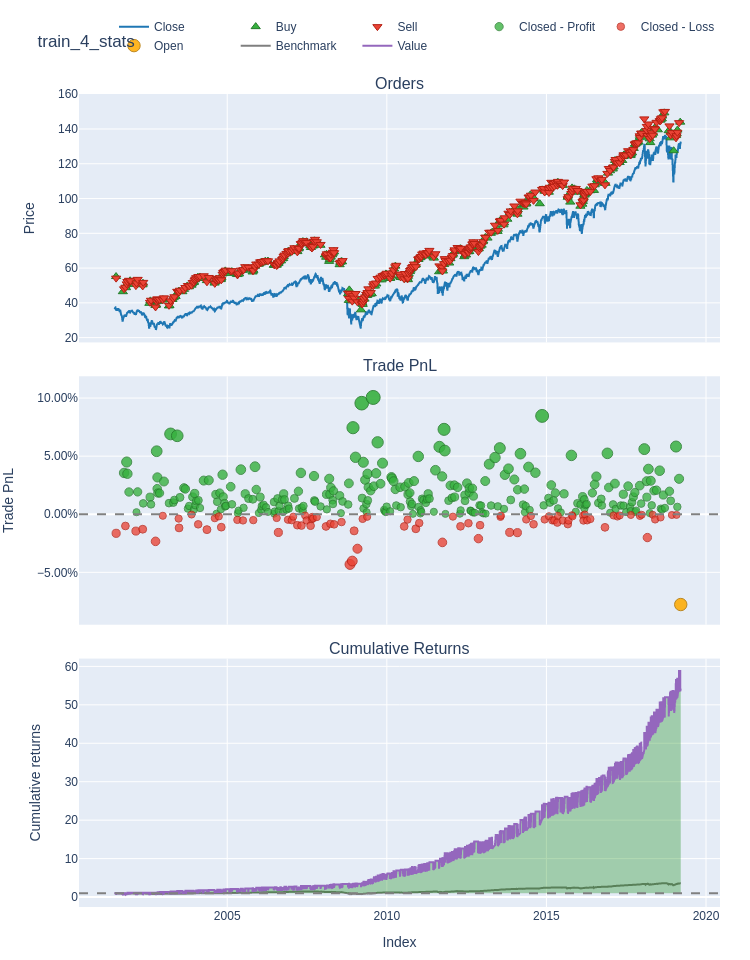 train_4_stats
Close
Buy
Sell
Closed - Profit
Closed - Loss
Open
Benchmark
Value
Orders
160
140
120
100
80
60
40
20
Price
Trade PnL
10.00%
5.00%
0.00%
−5.00%
Trade PnL
Cumulative Returns
60
50
40
30
20
10
0
Cumulative returns
2005
2010
2015
2020
Index